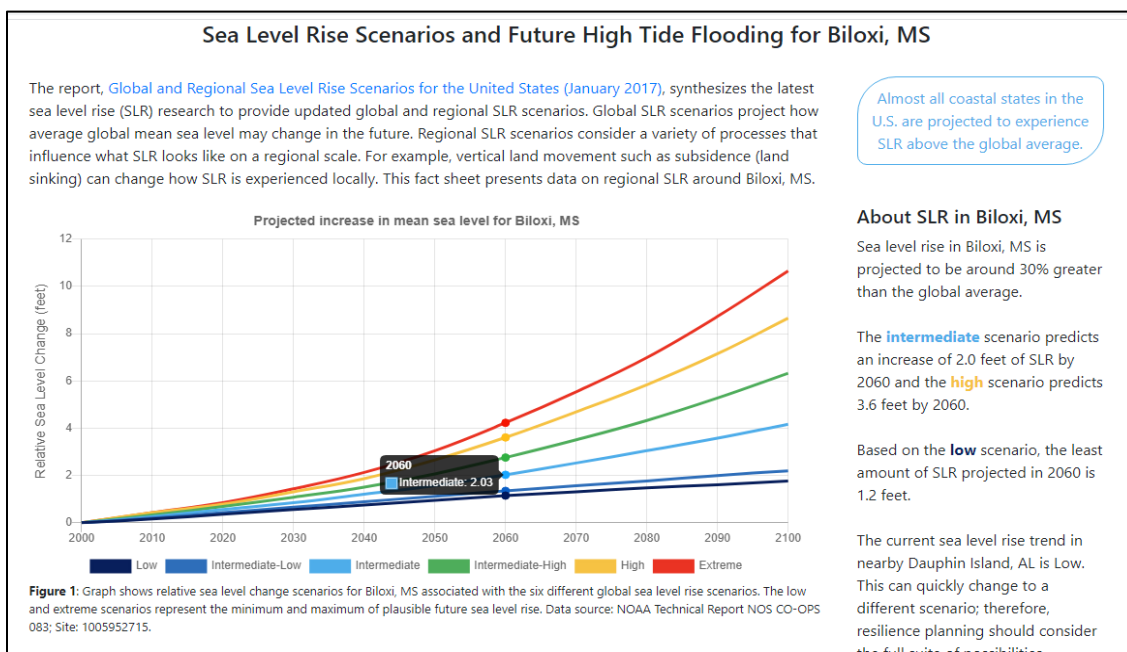 Sea Level Rise Scenarios and Future High Tide Flooding for Biloxi, MS
The report, Global and Regional Sea Level Rise Scenarios for the United States (January 2017), synthesizes the latest
sea level rise (SLR) research to provide updated global and regional SLR scenarios. Global SLR scenarios project how
average global mean sea level may change in the future. Regional SLR scenarios consider a variety of processes that
influence what SLR looks like on a regional scale. For example, vertical land movement such as subsidence (land
sinking) can change how SLR is experienced locally. This fact sheet presents data on regional SLR around Biloxi, MS.
Almost all coastal states in the
U.S. are projected to experience
SLR above the global average.
Projected increase in mean sea level for Biloxi, MS
Relative Sea Level Change (feet)
12
10
8
6
4
2
0
2060
Intermediate: 2.03
2000 2010 2020 2030 2040 2050 2060 2070 2080 2090 2100
Low Intermediate-Low Intermediate Intermediate-High High Extreme
Figure 1: Graph shows relative sea level change scenarios for Biloxi, MS associated with the six different global sea level rise scenarios. The low
and extreme scenarios represent the minimum and maximum of plausible future sea level rise. Data source: NOAA Technical Report NOS CO-OPS
083; Site: 1005952715.
About SLR in Biloxi, MS
Sea level rise in Biloxi, MS is
projected to be around 30% greater
than the global average.
The intermediate scenario predicts
an increase of 2.0 feet of SLR by
2060 and the high scenario predicts
3.6 feet by 2060.
Based on the low scenario, the least
amount of SLR projected in 2060 is
1.2 feet.
The current sea level rise trend in
nearby Dauphin Island, AL is Low.
This can quickly change to a
different scenario; therefore,
resilience planning should consider
the full suite of possibilities